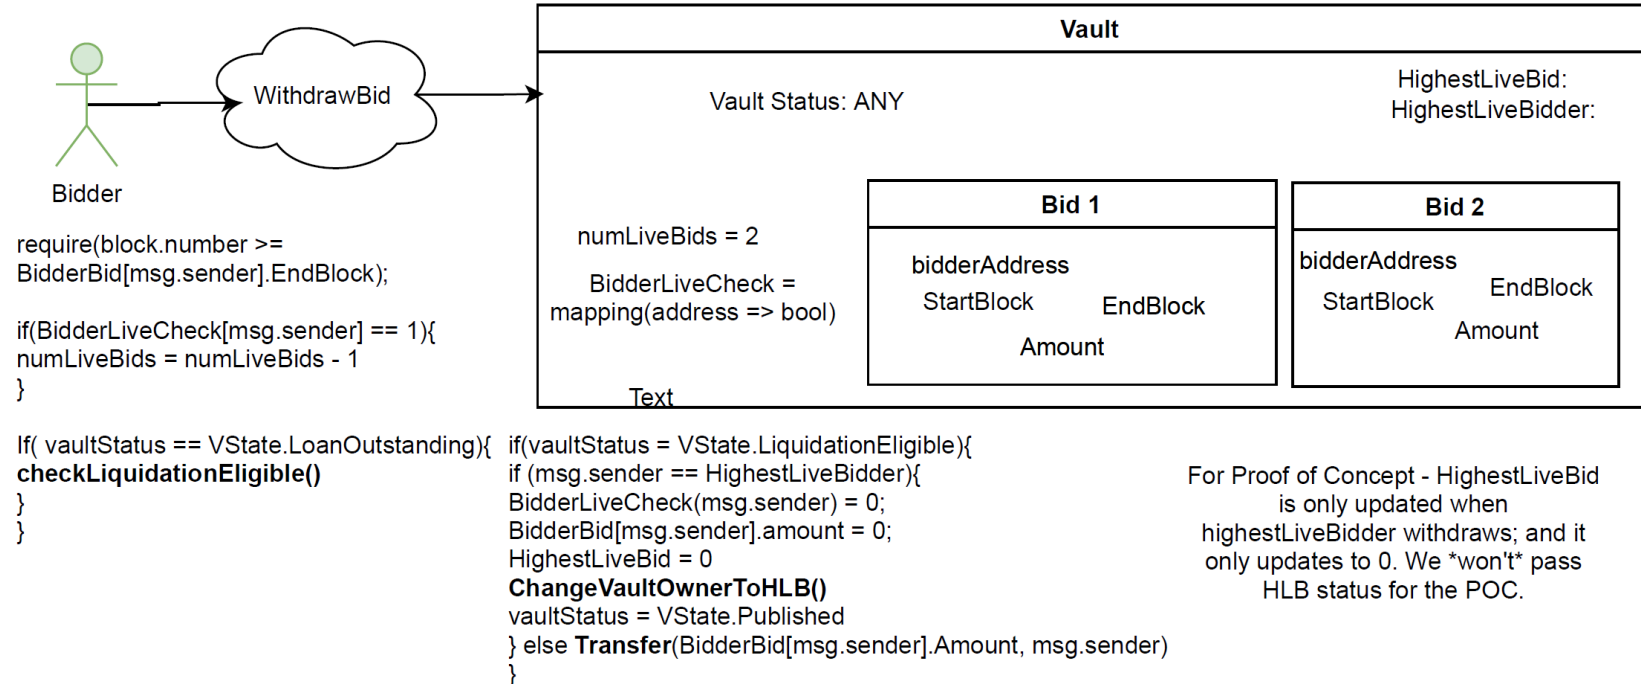 Vault
WithdrawBid
Vault Status: ANY
HighestLiveBid:
HighestLiveBidder:
Bidder
numLiveBids = 2
BidderLiveCheck =
mapping(address => bool)
Text
Bid 1
bidderAddress
StartBlock
EndBlock
Amount
Bid 2
bidderAddress
StartBlock
EndBlock
Amount
require(block.number >=
BidderBid[msg.sender].EndBlock);
if(BidderLiveCheck[msg.sender] == 1){
numLiveBids = numLiveBids - 1
}
If( vaultStatus == VState.LoanOutstanding){
checkLiquidationEligible()
}
}
if(vaultStatus = VState.LiquidationEligible){
if (msg.sender == HighestLiveBidder){
BidderLiveCheck(msg.sender) = 0;
BidderBid[msg.sender].amount = 0;
HighestLiveBid = 0
ChangeVaultOwnerToHLB()
vaultStatus = VState.Published
} else Transfer(BidderBid[msg.sender].Amount, msg.sender)
}
For Proof of Concept - HighestLiveBid
is only updated when
highestLiveBidder withdraws; and it
only updates to 0. We *won't* pass
HLB status for the POC.